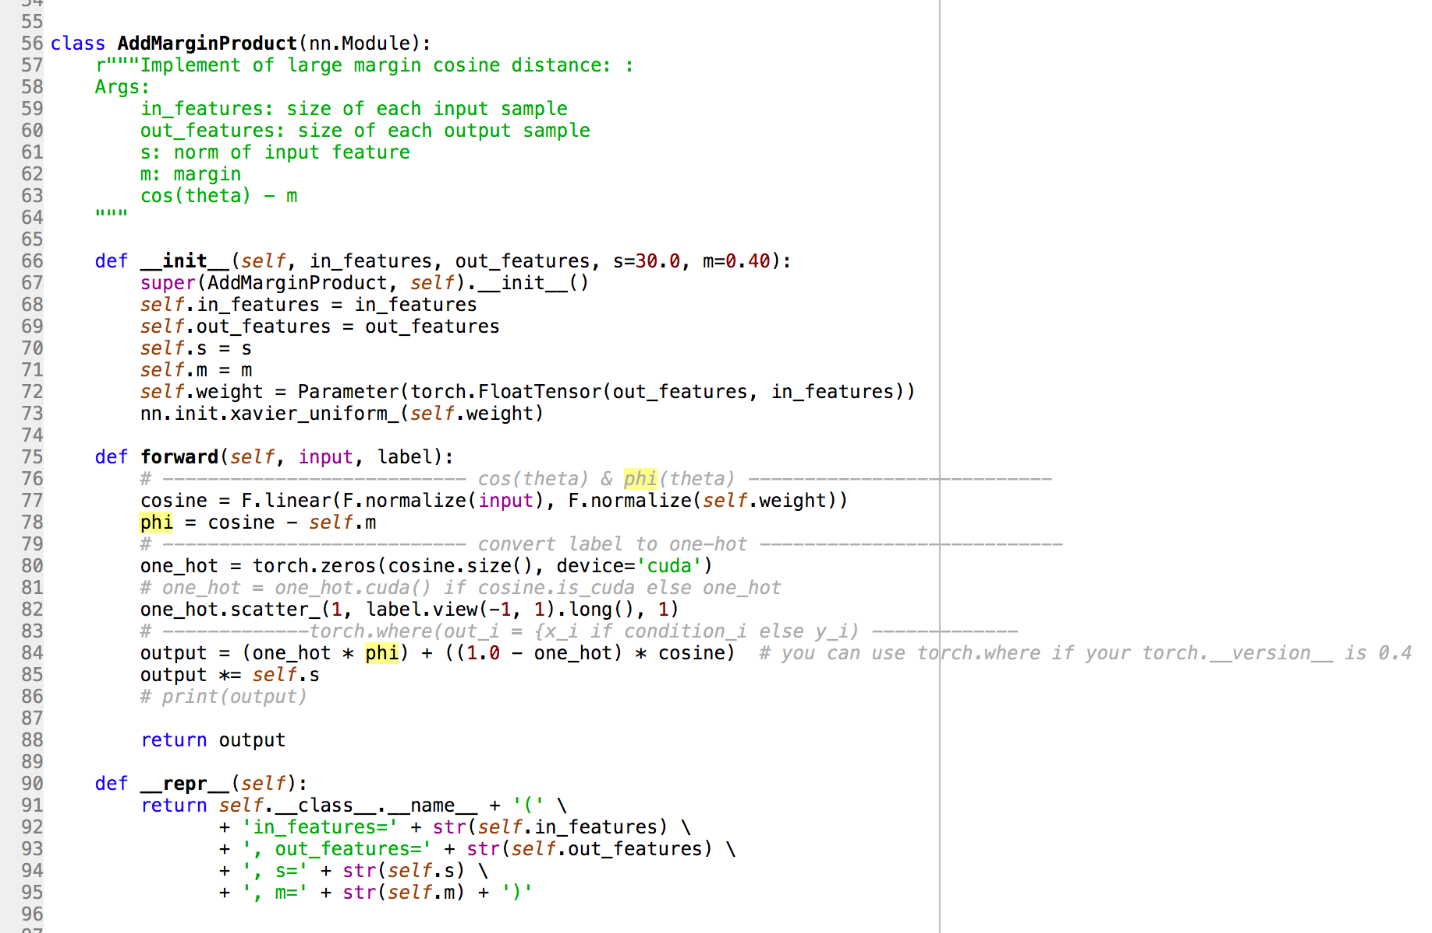 55
56 class AddMarginProduct(nn.Module):
57     r"""Implement of large margin cosine distance: :
58     Args:
59         in_features: size of each input sample
60         out_features: size of each output sample
61         s: norm of input feature
62         m: margin
63         cos(theta) - m
64     """
65
66     def __init__(self, in_features, out_features, s=30.0, m=0.40):
67         super(AddMarginProduct, self).__init__()
68         self.in_features = in_features
69         self.out_features = out_features
70         self.s = s
71         self.m = m
72         self.weight = Parameter(torch.FloatTensor(out_features, in_features))
73         nn.init.xavier_uniform_(self.weight)
74
75     def forward(self, input, label):
76         # --------------------------- cos(theta) & phi(theta) ---------------------------
77         cosine = F.linear(F.normalize(input), F.normalize(self.weight))
78         phi = cosine - self.m
79         # --------------------------- convert label to one-hot ---------------------------
80         one_hot = torch.zeros(cosine.size(), device='cuda')
81         # one_hot = one_hot.cuda() if cosine.is_cuda else one_hot
82         one_hot.scatter_(1, label.view(-1, 1).long(), 1)
83         # -------------torch.where(out_i = {x_i if condition_i else y_i) -------------
84         output = (one_hot * phi) + ((1.0 - one_hot) * cosine)  # you can use torch.where if your torch.__version__ is 0.4
85         output *= self.s
86         # print(output)
87
88         return output
89
90     def __repr__(self):
91         return self.__class__.__name__ + '(' \
92                + 'in_features=' + str(self.in_features) \
93                + ', out_features=' + str(self.out_features) \
94                + ', s=' + str(self.s) \
95                + ', m=' + str(self.m) + ')'
96